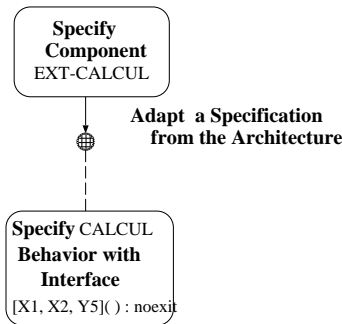 Specify
Component
EXT-CALCUL
Adapt a Specification
from the Architecture
Specify CALCUL
Behavior with
Interface
[X1, X2, Y5]( ) : noexit